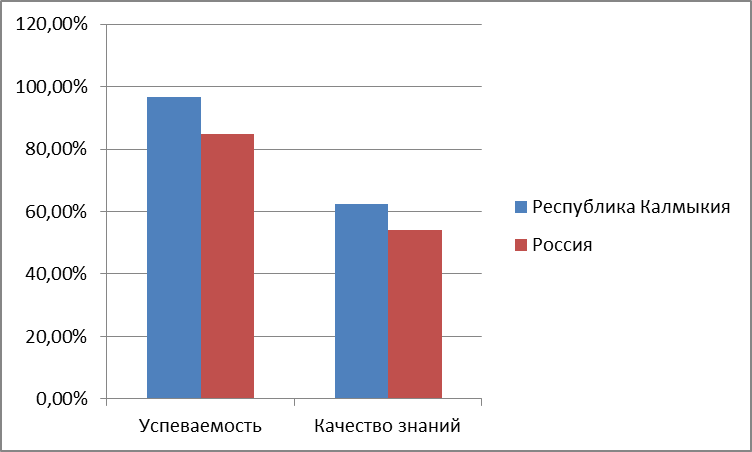 120,00%
100,00%
80,00%
60,00%
40,00%
20,00%
0,00%
Успеваемость
Качество знаний
Республика Калмыкия
Россия